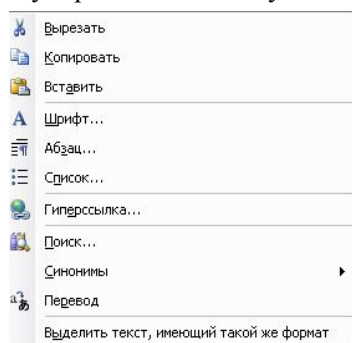 Вырезать
Копировать
Вставить
Шрифт...
Абзац...
Список...
Гиперссылка...
Поиск...
Синонимы
Перевод
Выделить текст, имеющий такой же формат